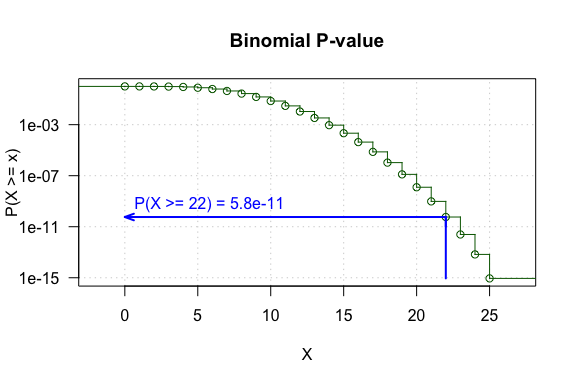 Binomial P-value
P(X >= x)
1e-03
1e-07
1e-11
1e-15
P(X >= 22) = 5.8e-11
0 5 10 15 20 25
X